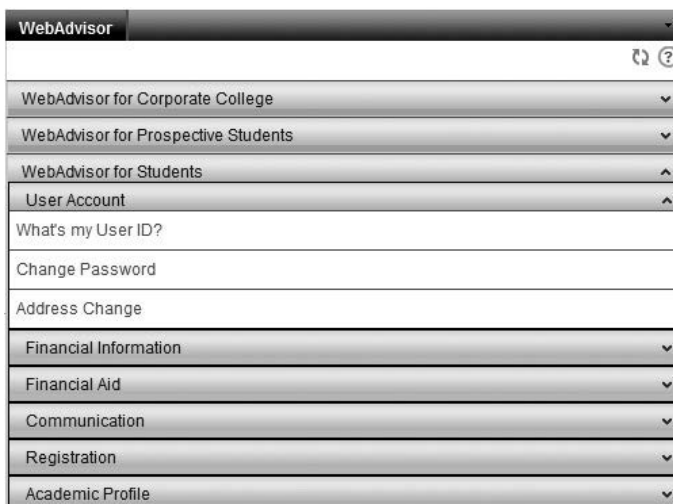 WebAdvisor
?
WebAdvisor for Corporate College
WebAdvisor for Prospective Students
WebAdvisor for Students
User Account
What's my User ID?
Change Password
Address Change
Financial Information
Financial Aid
Communication
Registration
Academic Profile